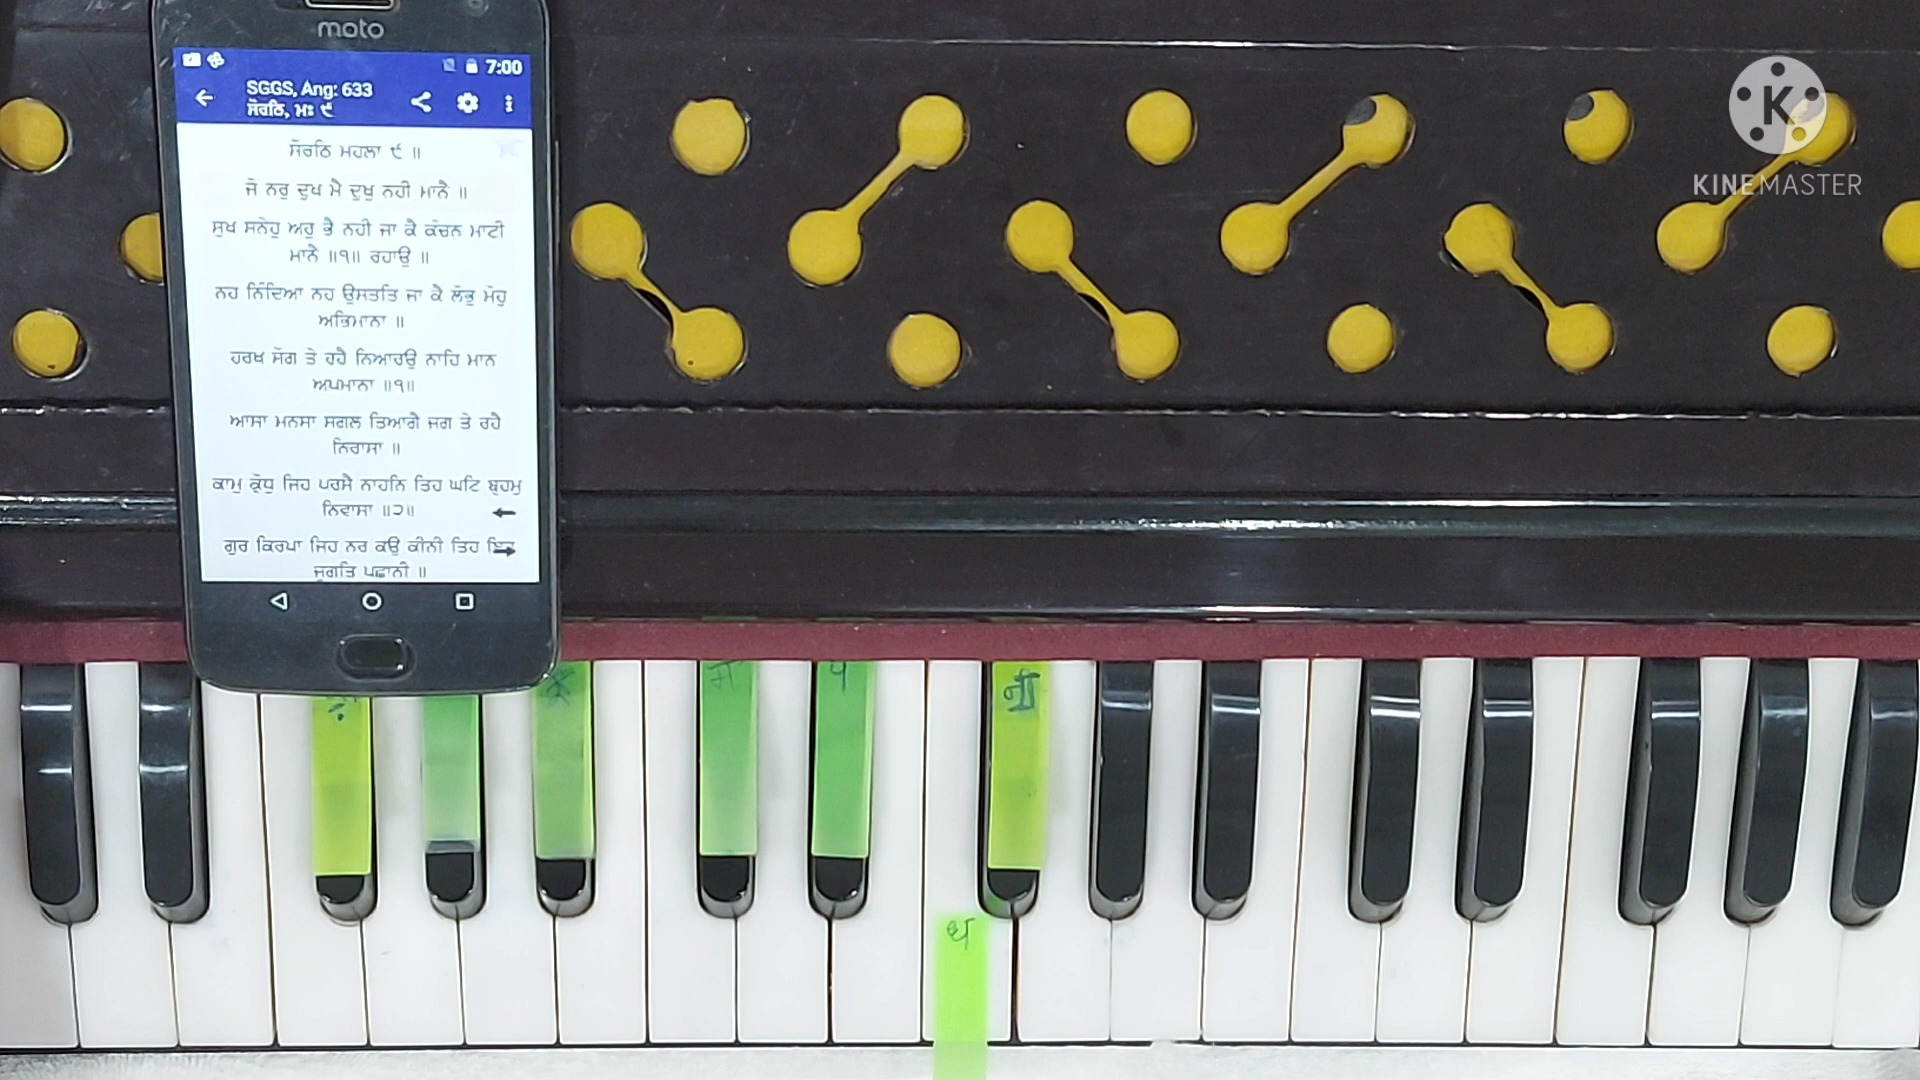 moto
7:00
SGGS, Ang: 633
ਸੋਰਠਿ, ਮਃ ੯
ਸੋਰਠਿ ਮਹਲਾ ੯ ॥
ਜੋ ਨਰੁ ਦੁਖ ਮੈ ਦੁਖੁ ਨਹੀ ਮਾਨੈ ॥
ਸੁਖ ਸਨੇਹੁ ਅਰੁ ਭੈ ਨਹੀ ਜਾ ਕੈ ਕੰਚਨ ਮਾਟੀ
ਮਾਨੈ ॥੧॥ ਰਹਾਉ ॥
ਨਹ ਨਿੰਦਿਆ ਨਹ ਉਸਤਤਿ ਜਾ ਕੈ ਲੋਭੁ ਮੋਹੁ
ਅਭਿਮਾਨਾ ॥
ਹਰਖ ਸੋਗ ਤੇ ਰਹੈ ਨਿਆਰਉ ਨਾਹਿ ਮਾਨ
ਅਪਮਾਨਾ ॥੧॥
ਆਸਾ ਮਨਸਾ ਸਗਲ ਤਿਆਗੈ ਜਗ ਤੇ ਰਹੈ
ਨਿਰਾਸਾ ॥
ਕਾਮੁ ਕ੍ਰੋਧੁ ਜਿਹ ਪਰਸੈ ਨਾਹਨਿ ਤਿਹ ਘਟਿ ਬ੍ਰਹਮੁ
ਨਿਵਾਸਾ ॥੨॥
ਗੁਰ ਕਿਰਪਾ ਜਿਹ ਨਰ ਕਉ ਕੀਨੀ ਤਿਹ
ਜੁਗਤਿ ਪਛਾਨੀ ॥
K
KINEMASTER
ਪ
ਨੀ
ਧ